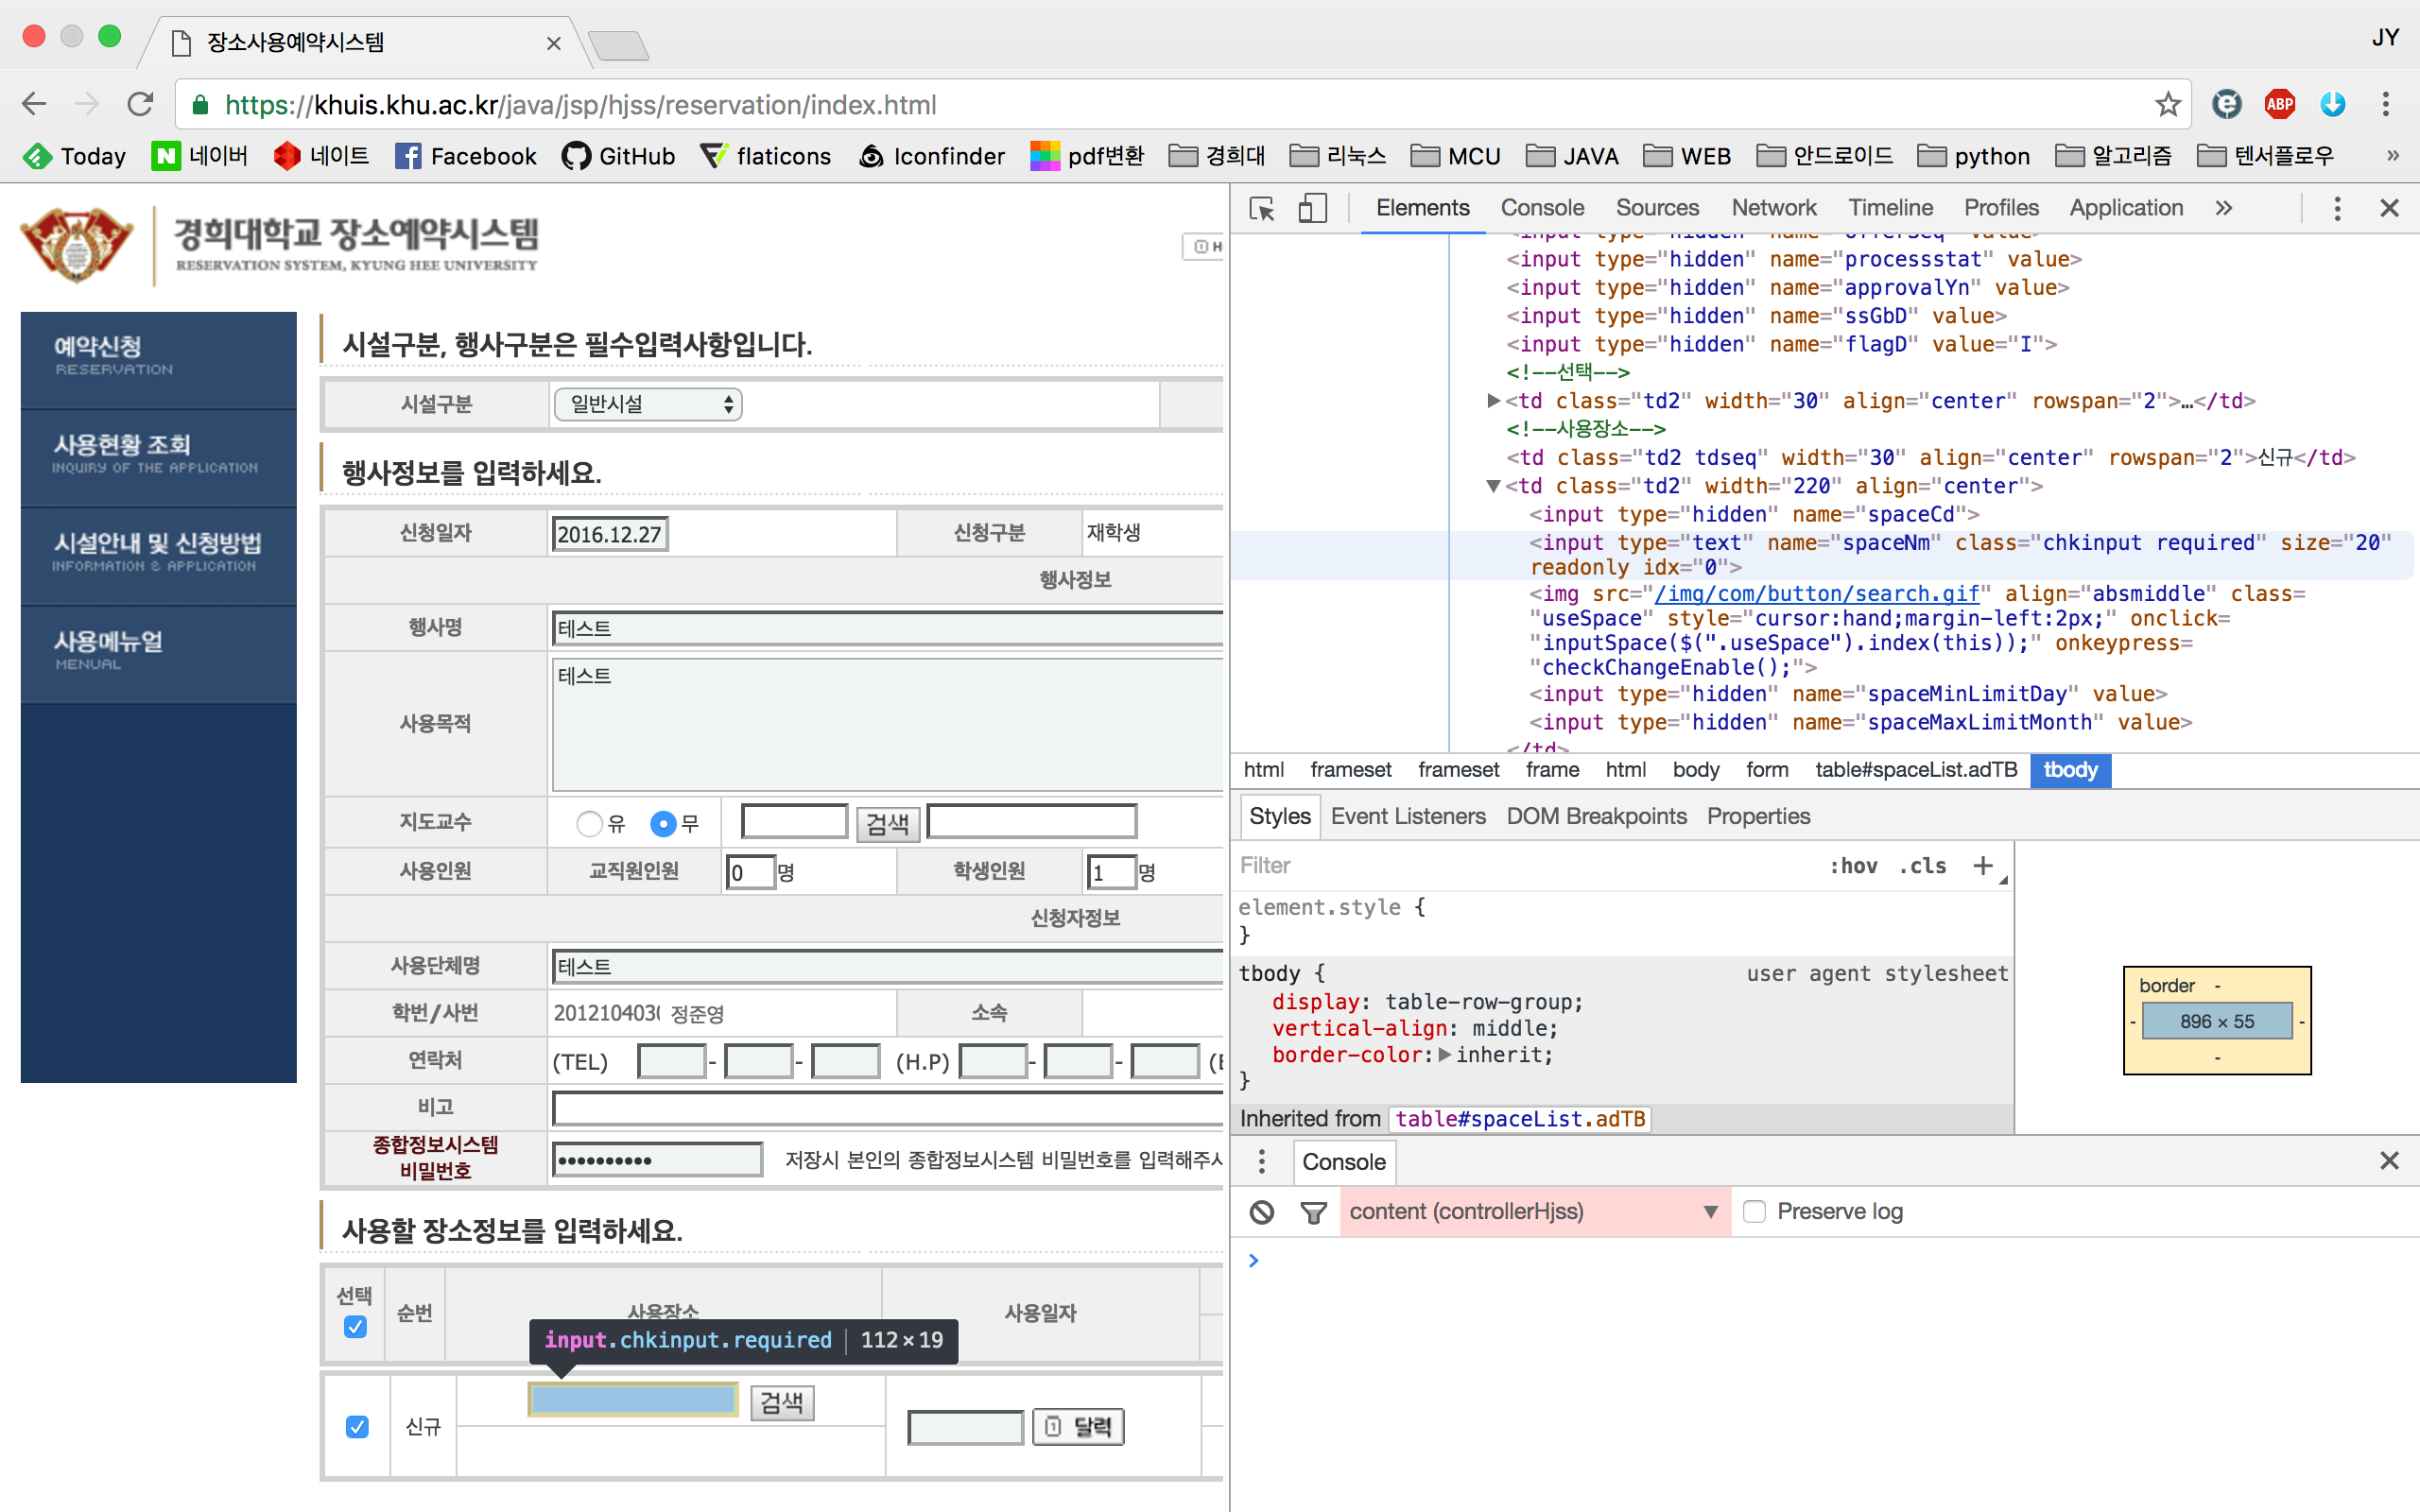 장소사용예약시스템
JY
https://khuis.khu.ac.kr/java/jsp/hjss/reservation/index.html
ABP
Today 네이버 네이트 Facebook GitHub flaticons Iconfinder pdf변환 경희대 리눅스 MCU JAVA WEB 안드로이드 python 알고리즘 텐서플로우 »
경희대학교 장소예약시스템
RESERVATION SYSTEM, KYUNG HEE UNIVERSITY
예약신청
RESERVATION
사용현황 조회
INQUIRY OF THE APPLICATION
시설안내 및 신청방법
INFORMATION & APPLICATION
사용메뉴얼
MENUAL
시설구분, 행사구분은 필수입력사항입니다.
시설구분 일반시설
행사정보를 입력하세요.
신청일자 2016.12.27 신청구분 재학생
행사정보
행사명 테스트
사용목적 테스트
지도교수 유 무 검색
사용인원 교직원인원 0 명 학생인원 1 명
신청자정보
사용단체명 테스트
학번/사번 201210403 정준영 소속
연락처 (TEL) - - (H.P) - - (
비고
종합정보시스템
비밀번호 •••••••••• 저장시 본인의 종합정보시스템 비밀번호를 입력해주
사용할 장소정보를 입력하세요.
선택 순번 사용장소 사용일자
input.chkinput.required | 112×19
신규 검색 달력
Elements Console Sources Network Timeline Profiles Application »
<input type="hidden" name="offerSeq" value>
<input type="hidden" name="processstat" value>
<input type="hidden" name="approvalYn" value>
<input type="hidden" name="ssGbD" value>
<input type="hidden" name="flagD" value="I">
<!--선택-->
▶<td class="td2" width="30" align="center" rowspan="2">…</td>
<!--사용장소-->
<td class="td2 tdseq" width="30" align="center" rowspan="2">신규</td>
▼<td class="td2" width="220" align="center">
<input type="hidden" name="spaceCd">
<input type="text" name="spaceNm" class="chkinput required" size="20"
readonly idx="0">
<img src="/img/com/button/search.gif" align="absmiddle" class=
"useSpace" style="cursor:hand;margin-left:2px;" onclick=
"inputSpace($(".useSpace").index(this));" onkeypress=
"checkChangeEnable();">
<input type="hidden" name="spaceMinLimitDay" value>
<input type="hidden" name="spaceMaxLimitMonth" value>
</td>
html frameset frameset frame html body form table#spaceList.adTB tbody
Styles Event Listeners DOM Breakpoints Properties
Filter :hov .cls +
element.style {
}
tbody { user agent stylesheet
display: table-row-group;
vertical-align: middle;
border-color:▶inherit;
}
Inherited from table#spaceList.adTB
border -
- 896 × 55 -
-
Console
content (controllerHjss) ▼ Preserve log
>